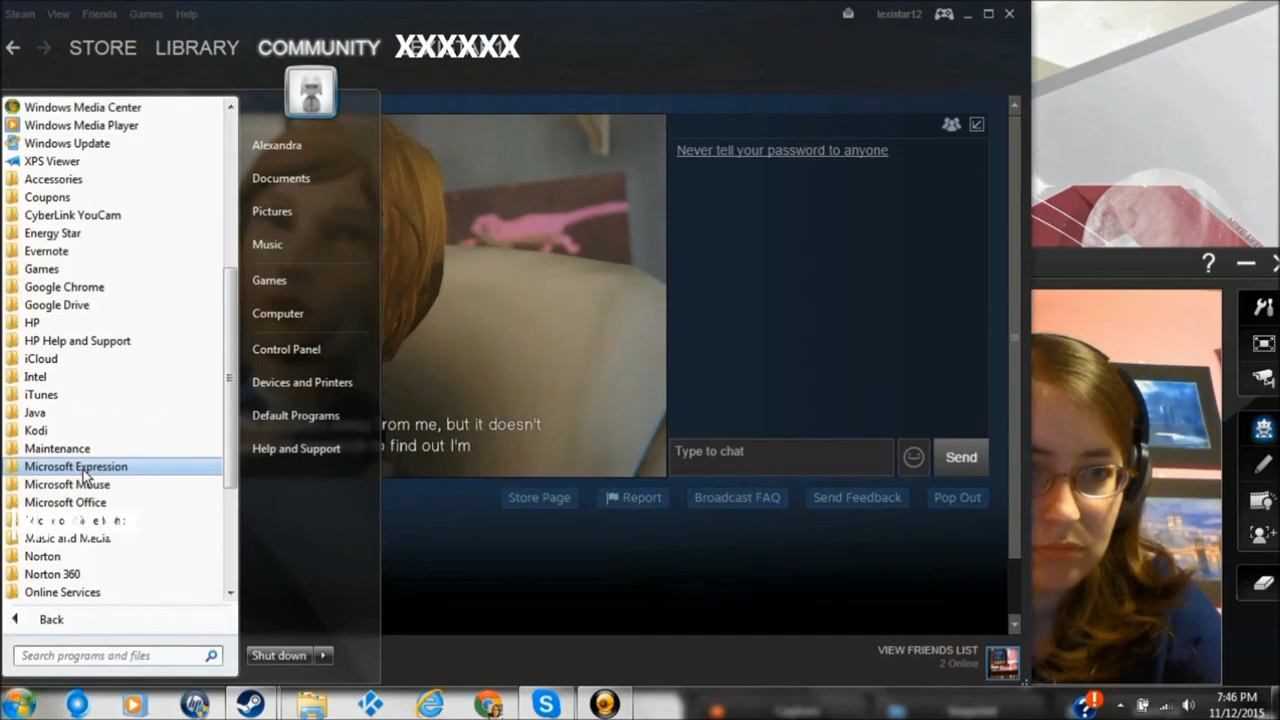 Steam View Friends Games Help
lexistar12
STORE LIBRARY COMMUNITY XXXXXX
Windows Media Center
Windows Media Player
Windows Update
XPS Viewer
Accessories
Coupons
CyberLink YouCam
Energy Star
Evernote
Games
Google Chrome
Google Drive
HP
HP Help and Support
iCloud
Intel
iTunes
Java
Kodi
Maintenance
Microsoft Expression
Microsoft Mouse
Microsoft Office
Music and Media
Norton
Norton 360
Online Services
Back
Search programs and files
Alexandra
Documents
Pictures
Music
Games
Computer
Control Panel
Devices and Printers
Default Programs
Help and Support
Shut down
rom me, but it doesn't
o find out I'm
Never tell your password to anyone
Type to chat
Send
Store Page Report Broadcast FAQ Send Feedback Pop Out
VIEW FRIENDS LIST
2 Online
7:46 PM
11/12/2015